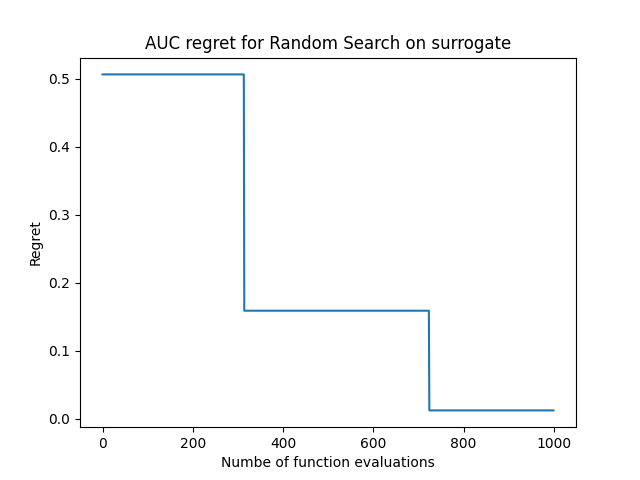 AUC regret for Random Search on surrogate
0.5
0.4
0.3
0.2
0.1
0.0
Regret
0 200 400 600 800 1000
Numbe of function evaluations